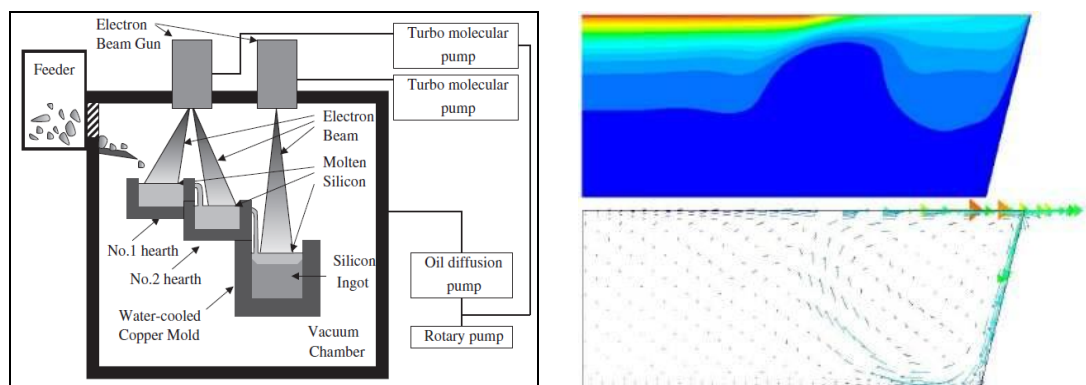 Electron
Beam Gun
Feeder
Turbo molecular
pump
Turbo molecular
pump
Electron
Beam
Molten
Silicon
No.1 hearth
No.2 hearth
Silicon
Ingot
Water-cooled
Copper Mold
Vacuum
Chamber
Oil diffusion
pump
Rotary pump